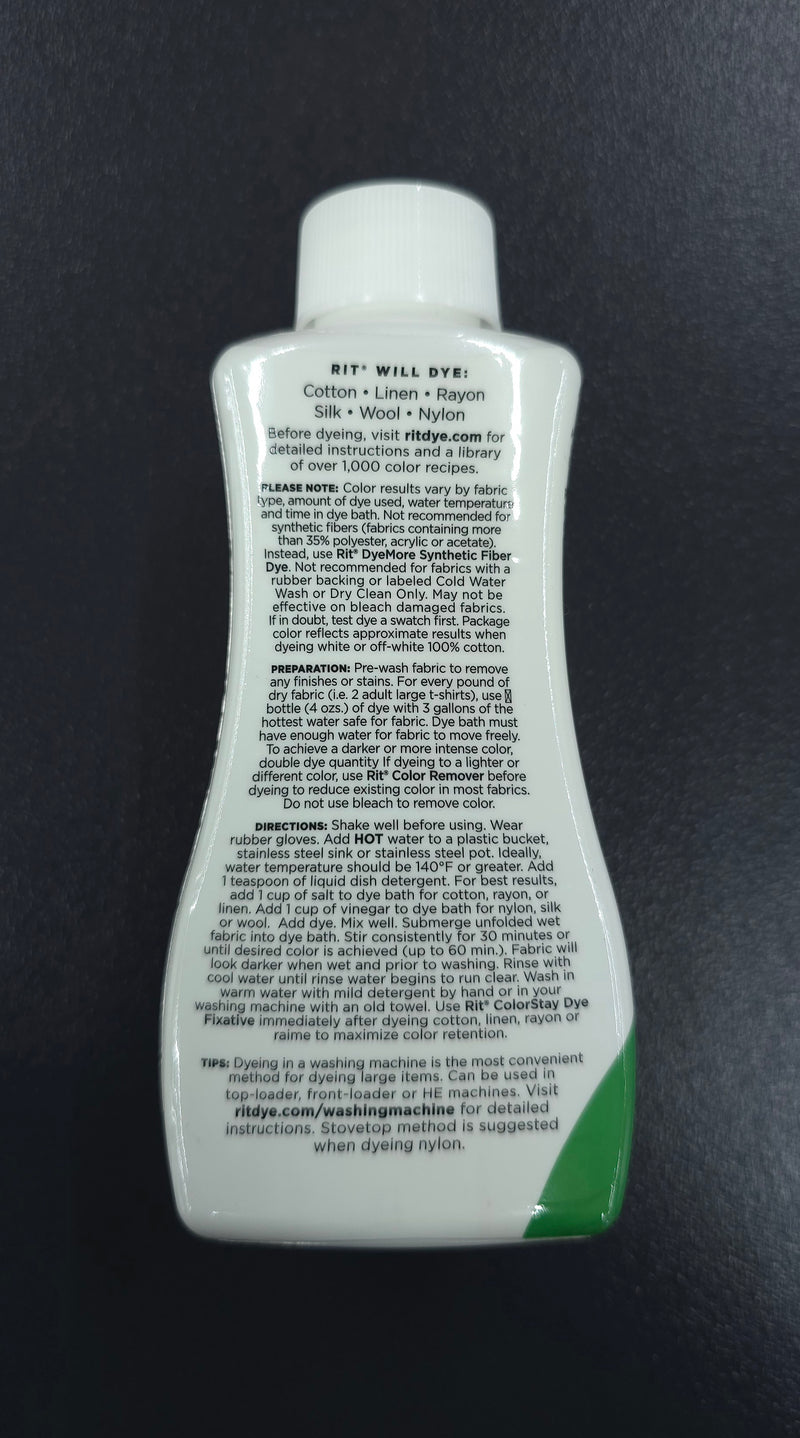 RIT® WILL DYE:
Cotton • Linen • Rayon
Silk • Wool • Nylon
Before dyeing, visit ritdye.com for
detailed instructions and a library
of over 1,000 color recipes.
PLEASE NOTE: Color results vary by fabric
type, amount of dye used, water temperature
and time in dye bath. Not recommended for
synthetic fibers (fabrics containing more
than 35% polyester, acrylic or acetate).
Instead, use Rit® DyeMore Synthetic Fiber
Dye. Not recommended for fabrics with a
rubber backing or labeled Cold Water
Wash or Dry Clean Only. May not be
effective on bleach damaged fabrics.
If in doubt, test dye a swatch first. Package
color reflects approximate results when
dyeing white or off-white 100% cotton.
PREPARATION: Pre-wash fabric to remove
any finishes or stains. For every pound of
dry fabric (i.e. 2 adult large t-shirts), use
bottle (4 ozs.) of dye with 3 gallons of the
hottest water safe for fabric. Dye bath must
have enough water for fabric to move freely.
To achieve a darker or more intense color,
double dye quantity If dyeing to a lighter or
different color, use Rit® Color Remover before
dyeing to reduce existing color in most fabrics.
Do not use bleach to remove color.
DIRECTIONS: Shake well before using. Wear
rubber gloves. Add HOT water to a plastic bucket,
stainless steel sink or stainless steel pot. Ideally,
water temperature should be 140°F or greater. Add
1 teaspoon of liquid dish detergent. For best results,
add 1 cup of salt to dye bath for cotton, rayon, or
linen. Add 1 cup of vinegar to dye bath for nylon, silk
or wool. Add dye. Mix well. Submerge unfolded wet
fabric into dye bath. Stir consistently for 30 minutes or
until desired color is achieved (up to 60 min.). Fabric will
look darker when wet and prior to washing. Rinse with
cool water until rinse water begins to run clear. Wash in
warm water with mild detergent by hand or in your
washing machine with an old towel. Use Rit® ColorStay Dye
Fixative immediately after dyeing cotton, linen, rayon or
raime to maximize color retention.
TIPS: Dyeing in a washing machine is the most convenient
method for dyeing large items. Can be used in
top-loader, front-loader or HE machines. Visit
ritdye.com/washingmachine for detailed
instructions. Stovetop method is suggested
when dyeing nylon.